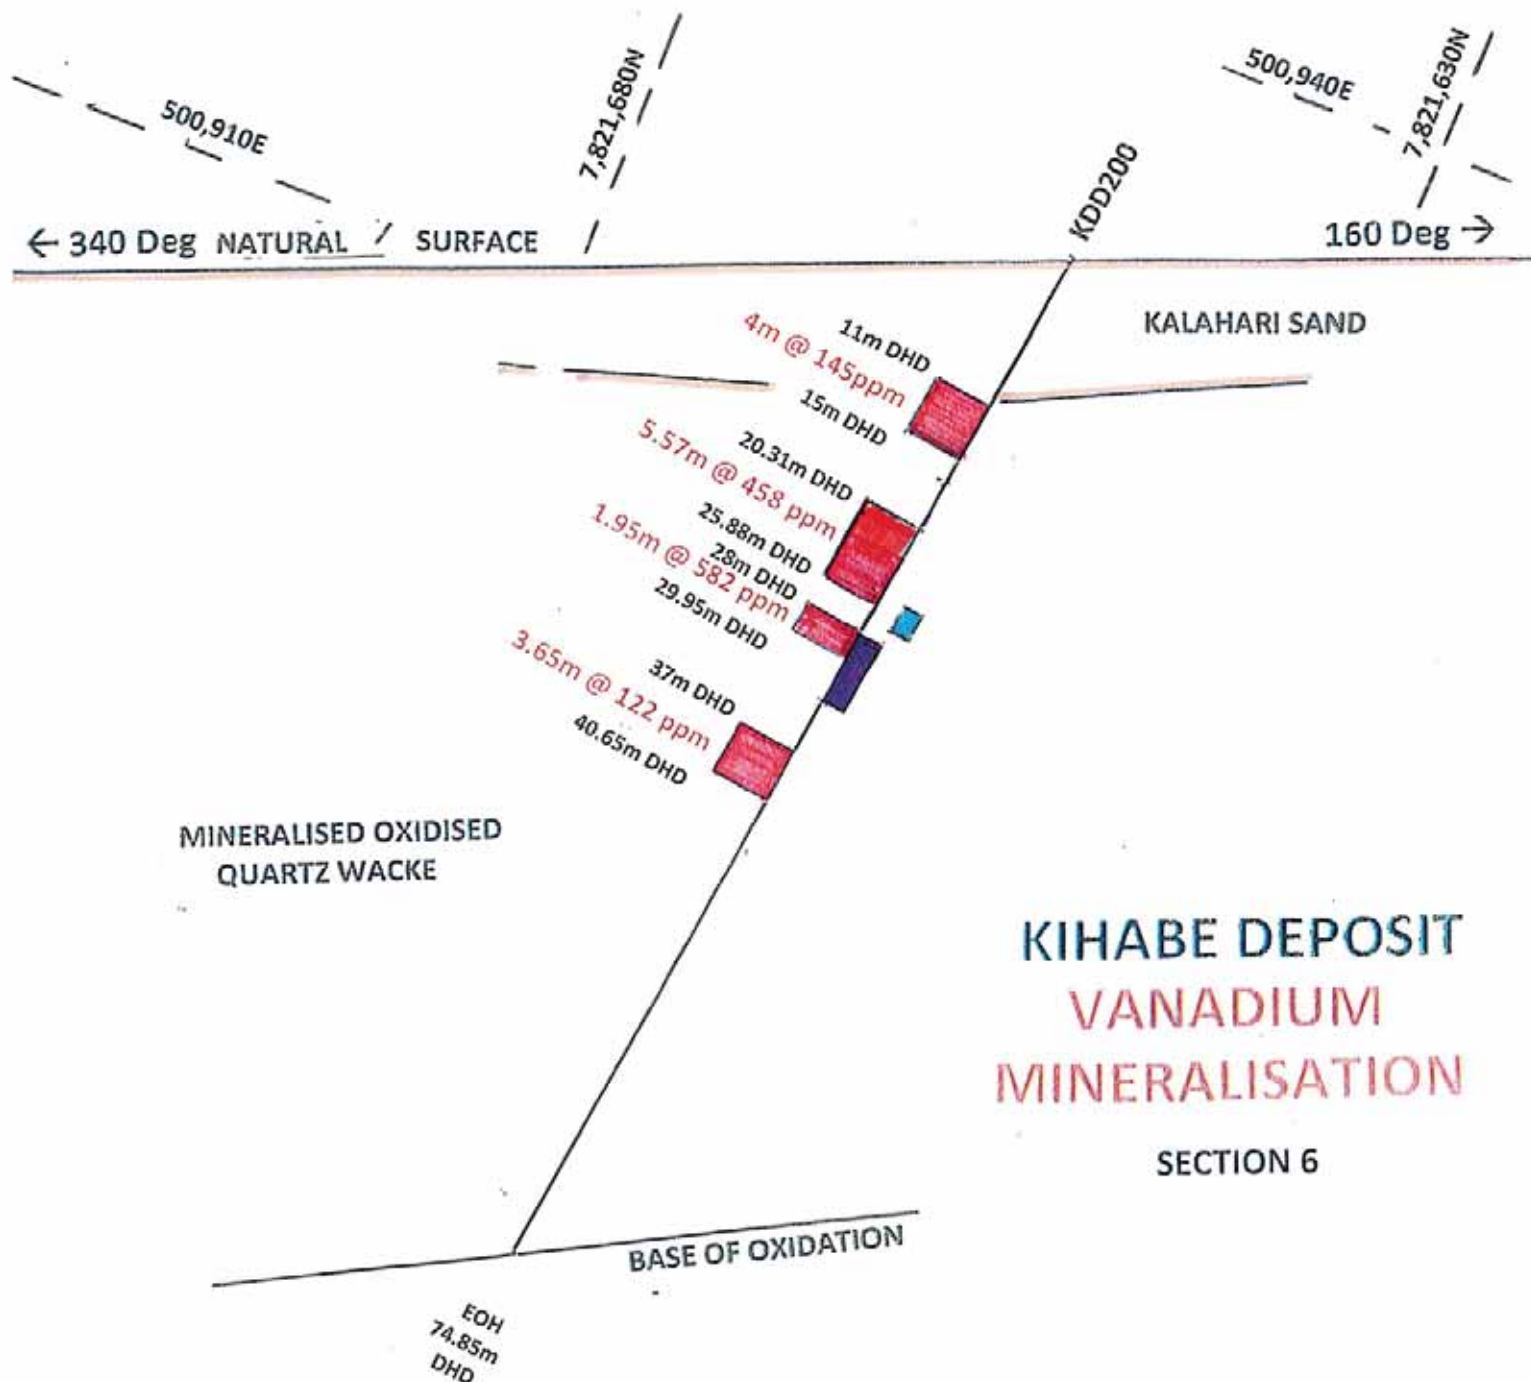 500,910E
7,821,680N
500,940E
7,821,630N
KDD200
← 340 Deg NATURAL SURFACE
160 Deg →
KALAHARI SAND
11m DHD
4m @ 145ppm
15m DHD
20.31m DHD
5.57m @ 458 ppm
25.88m DHD
28m DHD
1.95m @ 582 ppm
29.95m DHD
37m DHD
3.65m @ 122 ppm
40.65m DHD
MINERALISED OXIDISED
QUARTZ WACKE
KIHABE DEPOSIT
VANADIUM
MINERALISATION
SECTION 6
BASE OF OXIDATION
EOH
74.85m
DHD